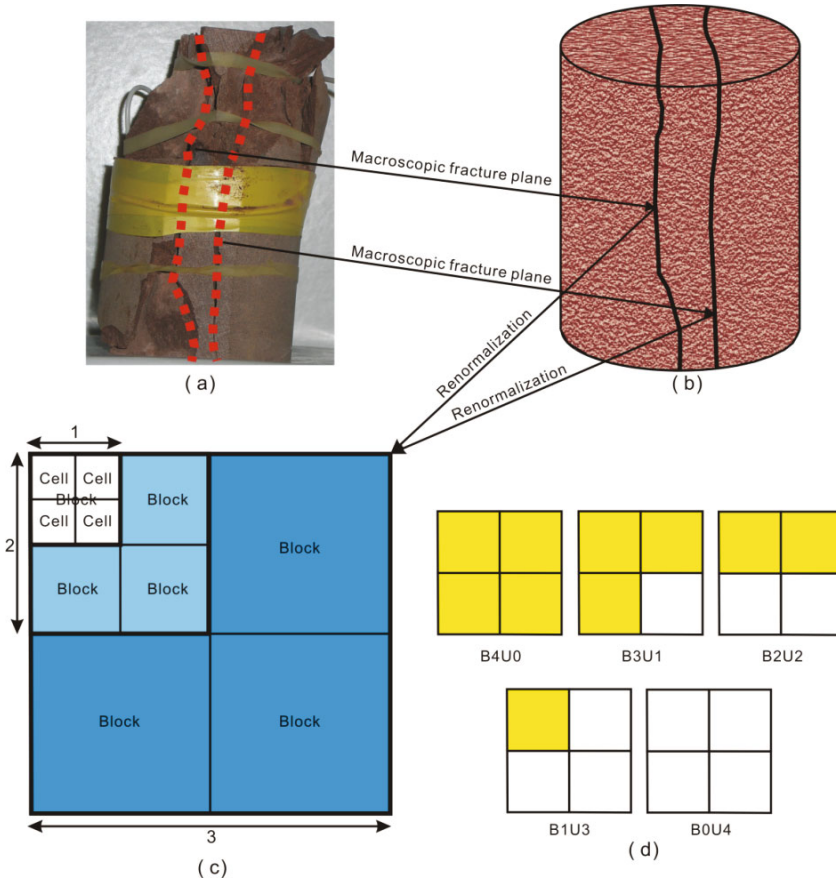 Macroscopic fracture plane
Macroscopic fracture plane
( a )
( b )
Renormalization
Renormalization
1
Cell Cell
Block
Cell Cell
Block
Block
2
Block
Block
Block
Block
3
( c )
B4U0
B3U1
B2U2
B1U3
B0U4
( d )